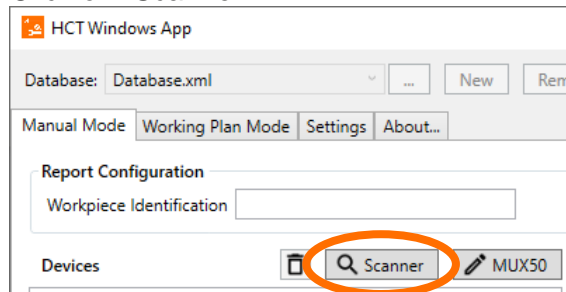 HCT Windows App
Database: Database.xml ... New Rem
Manual Mode Working Plan Mode Settings About...
Report Configuration
Workpiece Identification
Devices Scanner MUX50